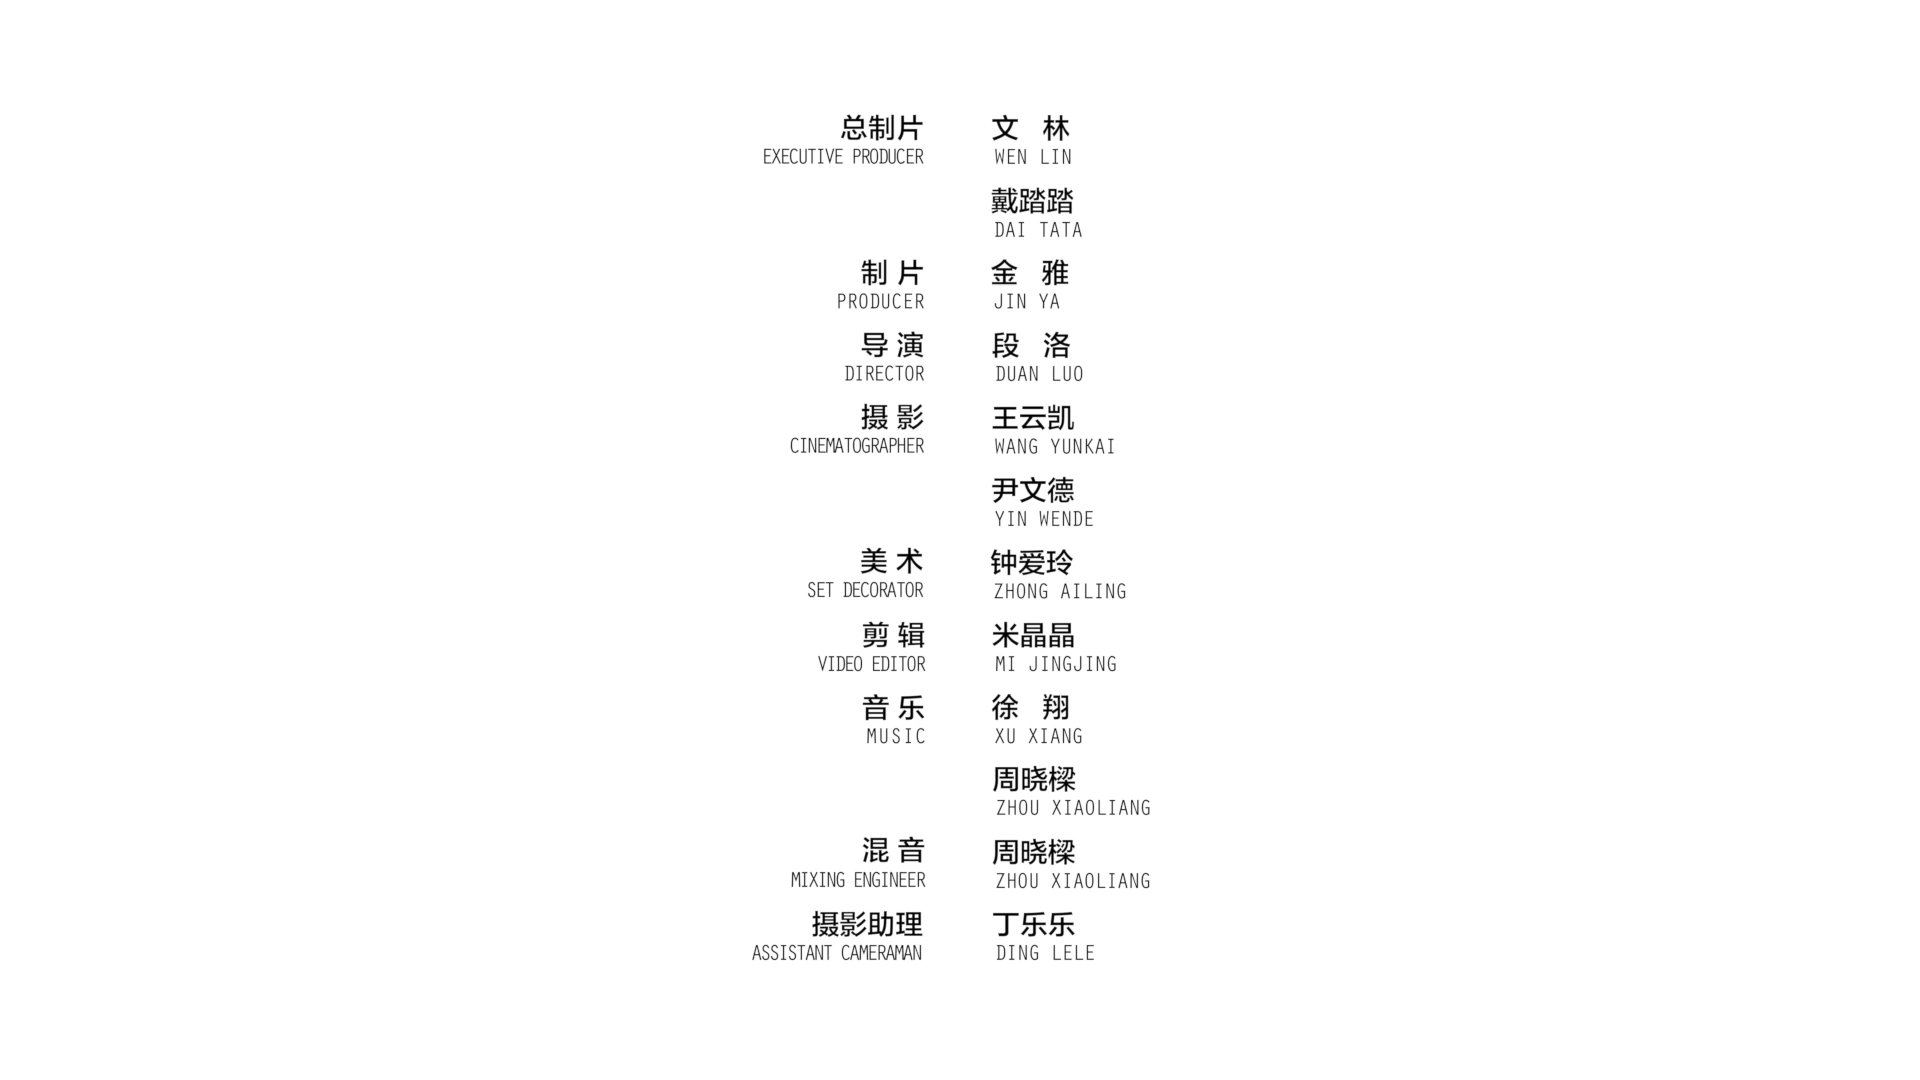 总制片 文 林
EXECUTIVE PRODUCER WEN LIN
戴踏踏
DAI TATA
制片 金 雅
PRODUCER JIN YA
导演 段 洛
DIRECTOR DUAN LUO
摄影 王云凯
CINEMATOGRAPHER WANG YUNKAI
尹文德
YIN WENDE
美术 钟爱玲
SET DECORATOR ZHONG AILING
剪辑 米晶晶
VIDEO EDITOR MI JINGJING
音乐 徐 翔
MUSIC XU XIANG
周晓樑
ZHOU XIAOLIANG
混音 周晓樑
MIXING ENGINEER ZHOU XIAOLIANG
摄影助理 丁乐乐
ASSISTANT CAMERAMAN DING LELE